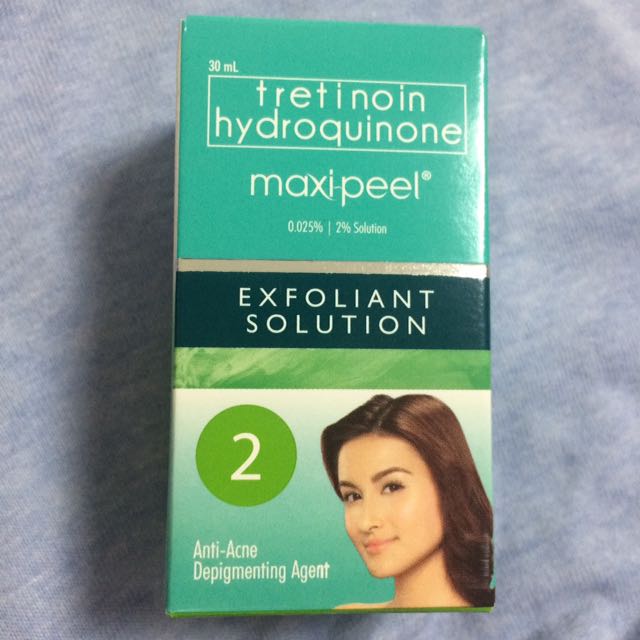 30 mL
tretinoin
hydroquinone
maxi-peel®
0.025% | 2% Solution
EXFOLIANT
SOLUTION
2
Anti-Acne
Depigmenting Agent